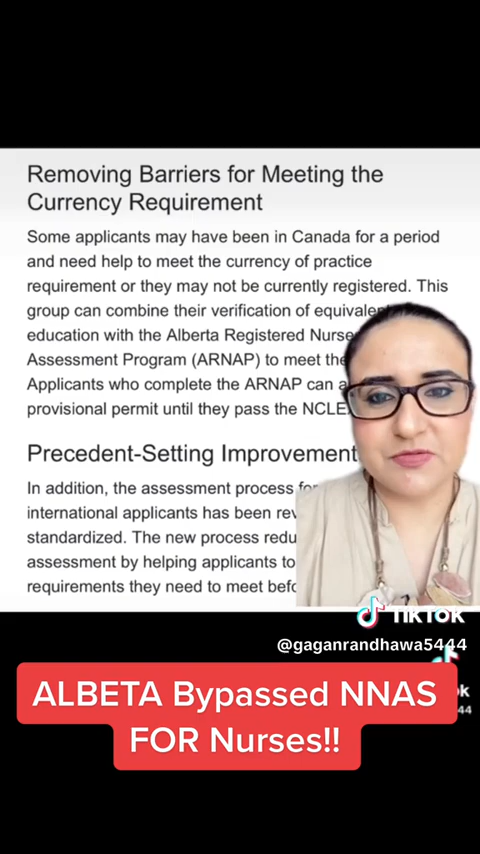 Removing Barriers for Meeting the
Currency Requirement
Some applicants may have been in Canada for a period
and need help to meet the currency of practice
requirement or they may not be currently registered. This
group can combine their verification of
education with the Alberta Registered
Assessment Program (ARNAP) to meet
Applicants who complete the ARNAP can
provisional permit until they pass the
Precedent-Setting Improvement
In addition, the assessment process
international applicants has been
standardized. The new process
assessment by helping applicants to
requirements they need to meet
TIKTOK
@gaganrandhawa5444
ALBETA Bypassed NNAS
FOR Nurses!!